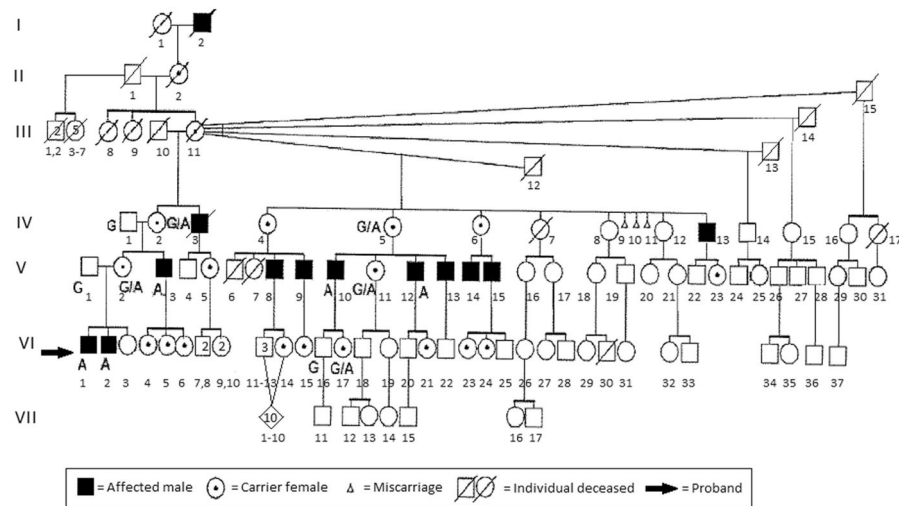 I
1 2
II
1 2
III
2 5
1,2 3-7 8 9 10 11 12 13 14 15
IV
G G/A G/A
1 2 3 4 5 6 7 8 9 10 11 12 13 14 15 16 17
V
G G/A A A G/A A
1 2 3 4 5 6 7 8 9 10 11 12 13 14 15 16 17 18 19 20 21 22 23 24 25 26 27 28 29 30 31
VI
2 2 3
A A G G/A
1 2 3 4 5 6 7,8 9,10 11-13 14 15 16 17 18 19 20 21 22 23 24 25 26 27 28 29 30 31 32 33 34 35 36 37
VII
10
1-10 11 12 13 14 15 16 17
= Affected male = Carrier female = Miscarriage = Individual deceased = Proband